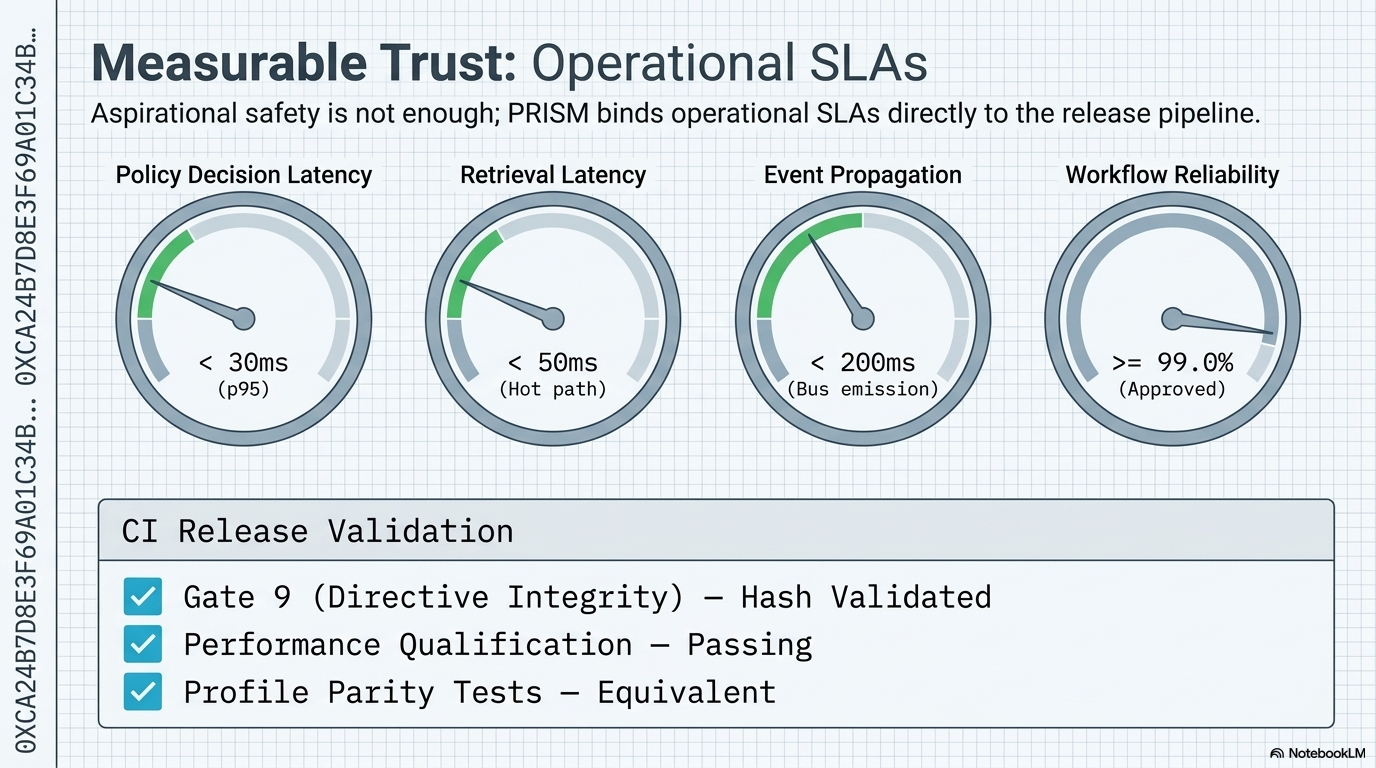 0XCA24B7D8E3F69A01C34B... 0XCA24B7D8E3F69A01C34B...
Measurable Trust: Operational SLAs
Aspirational safety is not enough; PRISM binds operational SLAs directly to the release pipeline.
Policy Decision Latency
< 30ms
(p95)
Retrieval Latency
< 50ms
(Hot path)
Event Propagation
< 200ms
(Bus emission)
Workflow Reliability
>= 99.0%
(Approved)
CI Release Validation
Gate 9 (Directive Integrity) — Hash Validated
Performance Qualification — Passing
Profile Parity Tests — Equivalent
NotebookLM